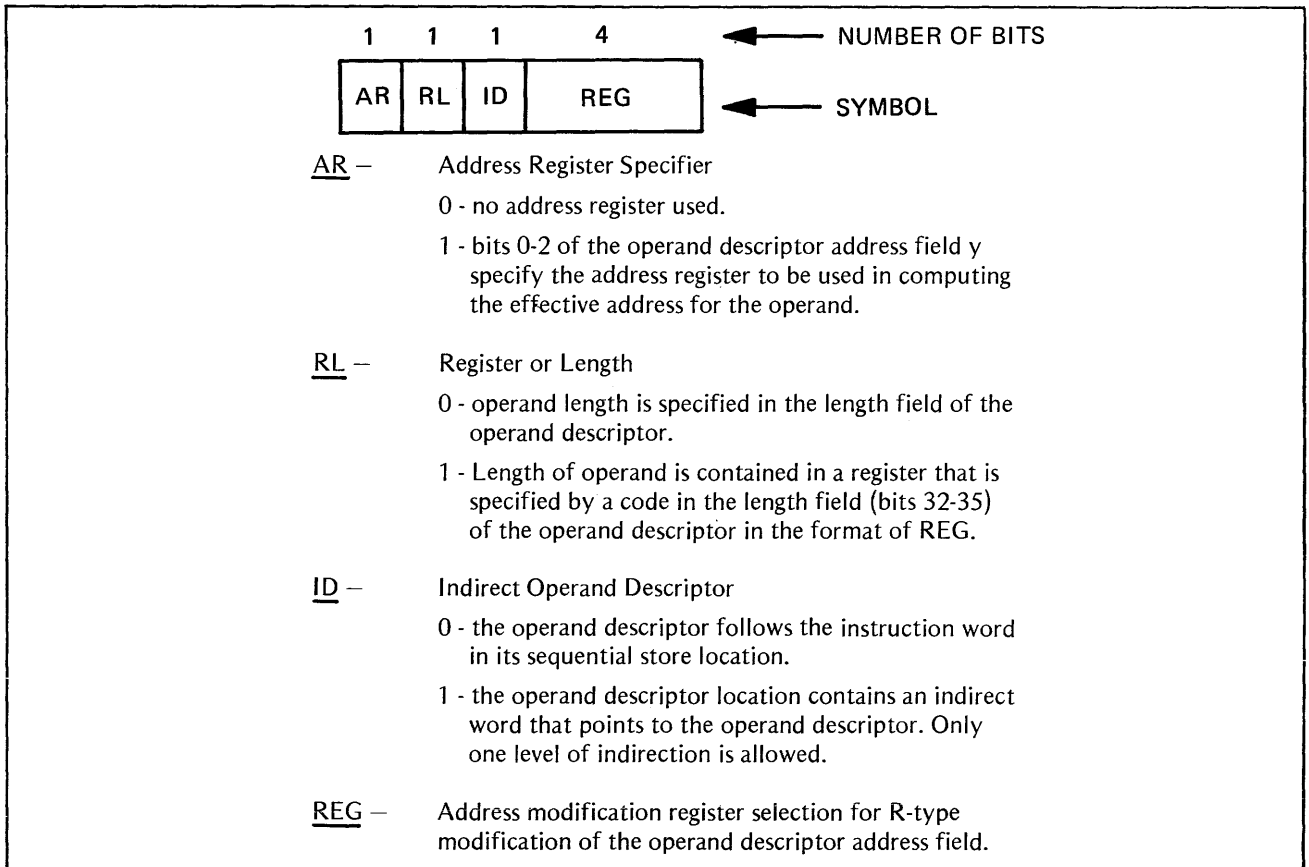 1 1 1 4 NUMBER OF BITS
AR RL ID REG SYMBOL
AR – Address Register Specifier
0 - no address register used.
1 - bits 0-2 of the operand descriptor address field y
specify the address register to be used in computing
the effective address for the operand.
RL – Register or Length
0 - operand length is specified in the length field of the
operand descriptor.
1 - Length of operand is contained in a register that is
specified by a code in the length field (bits 32-35)
of the operand descriptor in the format of REG.
ID – Indirect Operand Descriptor
0 - the operand descriptor follows the instruction word
in its sequential store location.
1 - the operand descriptor location contains an indirect
word that points to the operand descriptor. Only
one level of indirection is allowed.
REG – Address modification register selection for R-type
modification of the operand descriptor address field.